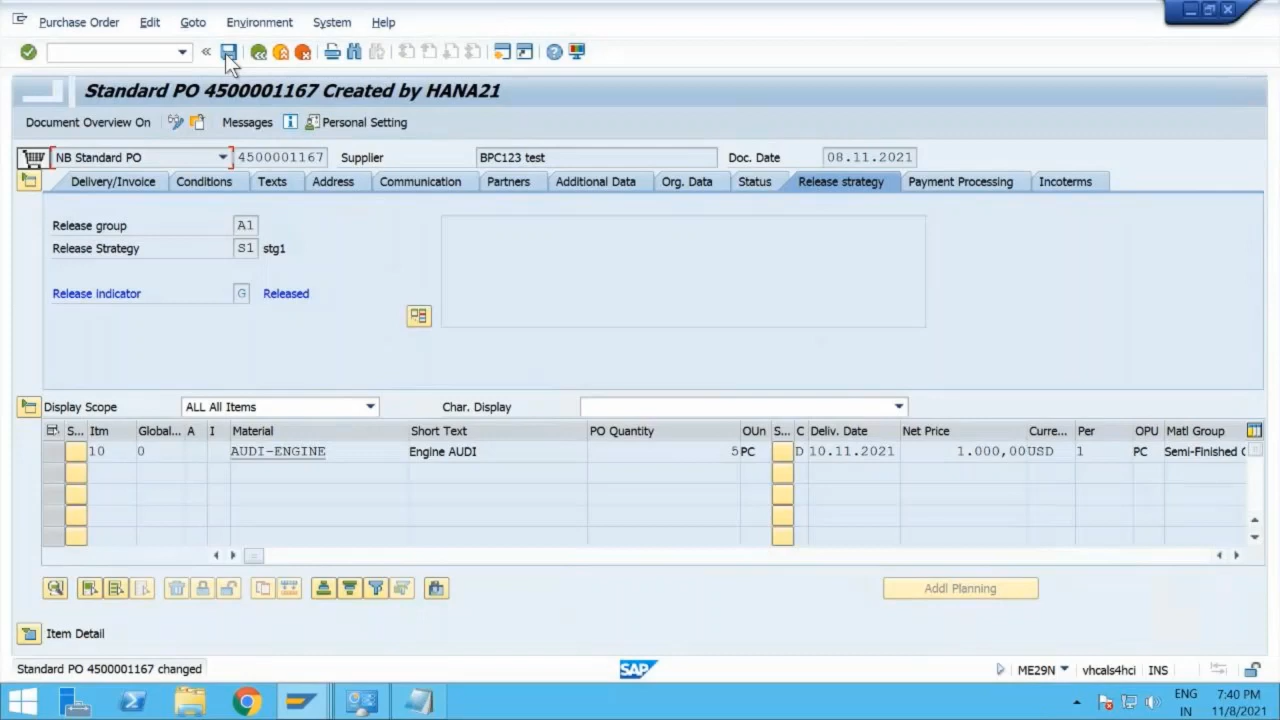 Purchase Order Edit Goto Environment System Help
Standard PO 4500001167 Created by HANA21
Document Overview On Messages Personal Setting
NB Standard PO 4500001167 Supplier BPC123 test Doc. Date 08.11.2021
Delivery/Invoice Conditions Texts Address Communication Partners Additional Data Org. Data Status Release strategy Payment Processing Incoterms
Release group A1
Release Strategy S1 stg1
Release indicator G Released
Display Scope ALL All Items Char. Display
S... Itm Global... A I Material Short Text PO Quantity OUn S... C Deliv. Date Net Price Curre... Per OPU Matl Group
10 0 AUDI-ENGINE Engine AUDI 5 PC D 10.11.2021 1.000,00 USD 1 PC Semi-Finished
Addl Planning
Item Detail
Standard PO 4500001167 changed SAP ME29N vhcals4hci INS
ENG 7:40 PM
IN 11/8/2021